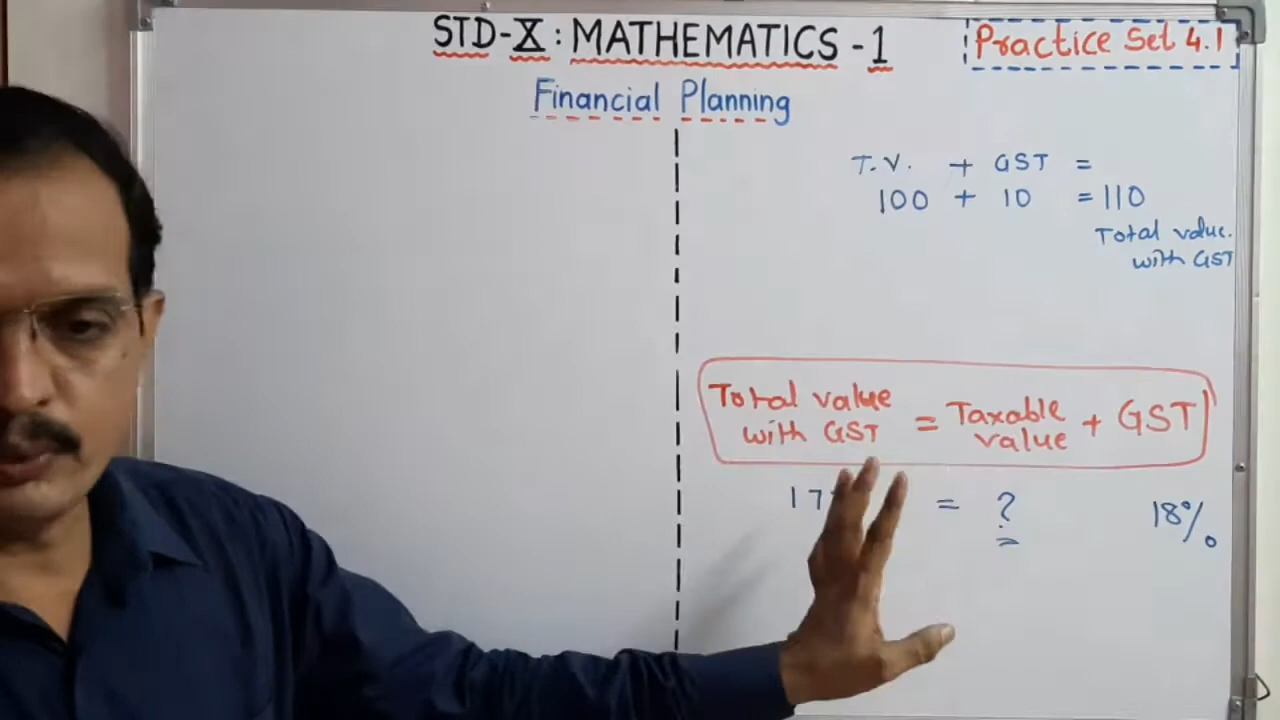 STD-X : MATHEMATICS -1
Practice Set 4.1
Financial Planning
T.V. + GST =
100 + 10 = 110
Total value.
with GST
Total value
with GST = Taxable
value + GST
= ? 18%